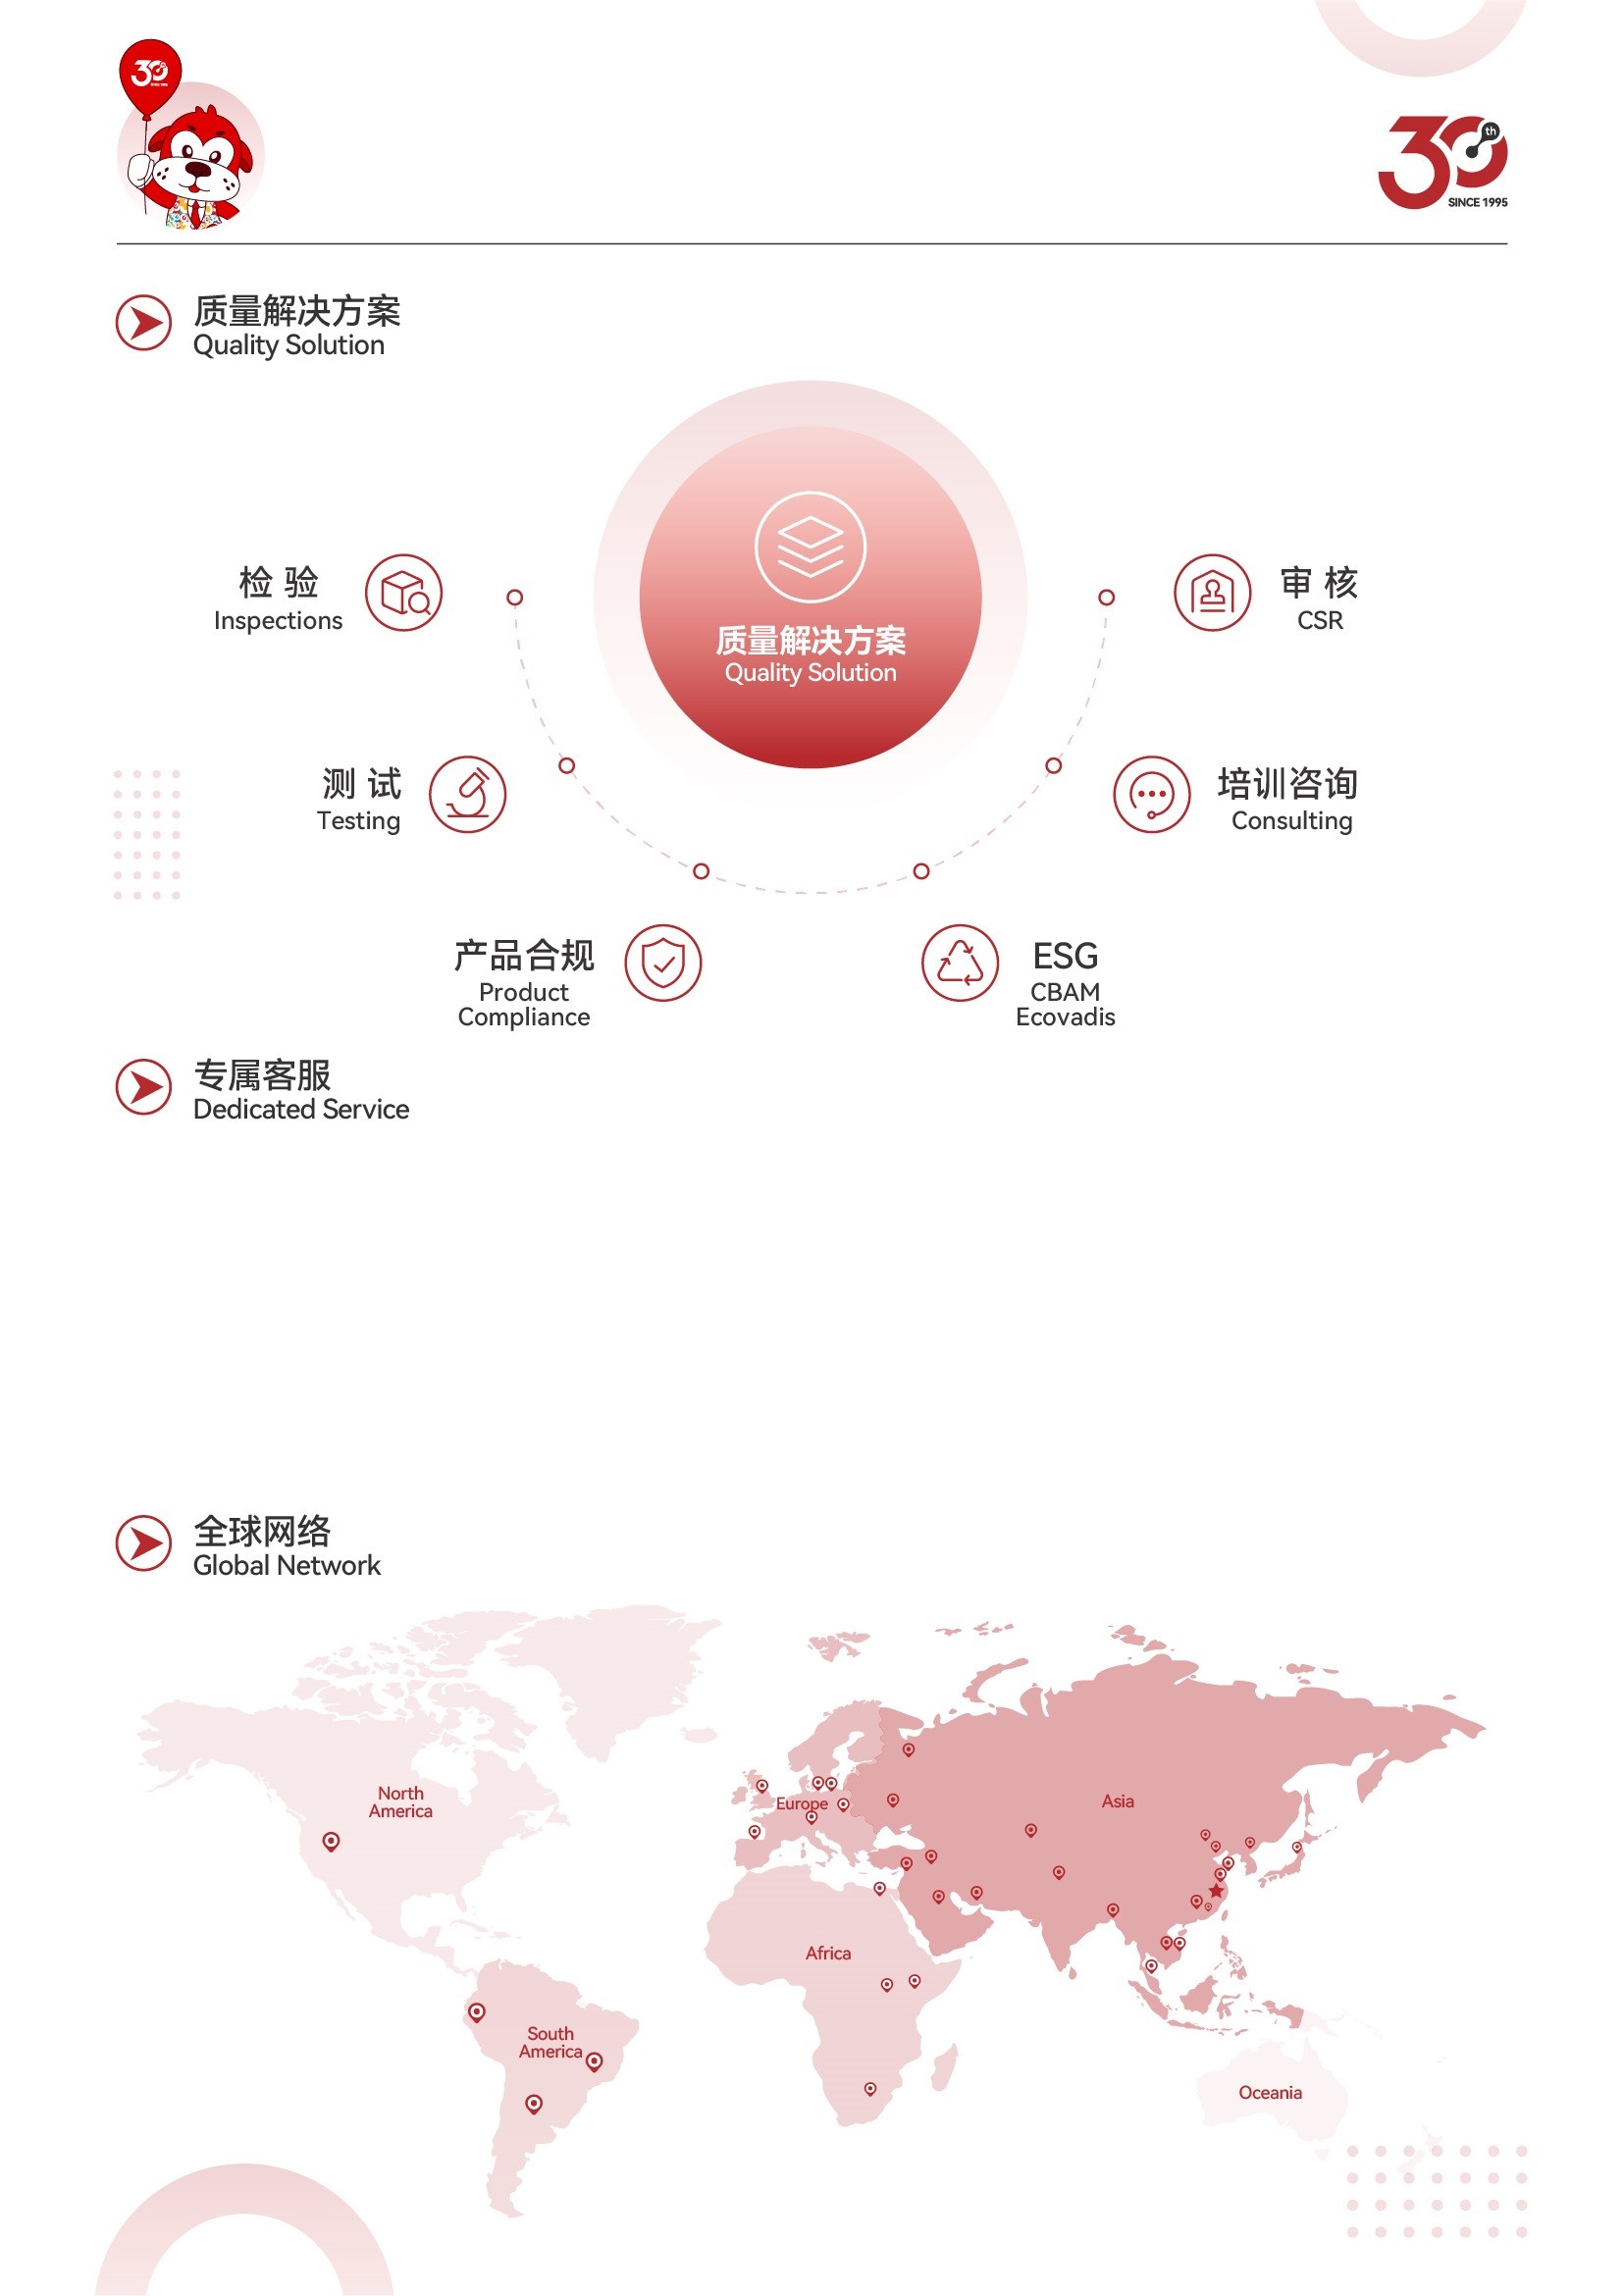 30
30
th
SINCE 1995
质量解决方案
Quality Solution
质量解决方案
Quality Solution
检 验
Inspections
审 核
CSR
测 试
Testing
培训咨询
Consulting
产品合规
Product
Compliance
ESG
CBAM
Ecovadis
专属客服
Dedicated Service
全球网络
Global Network
North
America
Europe
Asia
Africa
South
America
Oceania